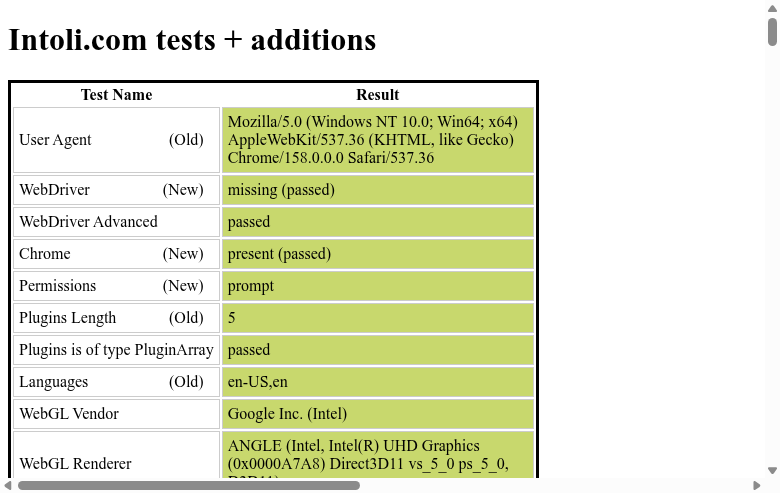 Intoli.com tests + additions
Test Name Result
User Agent (Old) Mozilla/5.0 (Windows NT 10.0; Win64; x64)
AppleWebKit/537.36 (KHTML, like Gecko)
Chrome/158.0.0.0 Safari/537.36
WebDriver (New) missing (passed)
WebDriver Advanced passed
Chrome (New) present (passed)
Permissions (New) prompt
Plugins Length (Old) 5
Plugins is of type PluginArray passed
Languages (Old) en-US,en
WebGL Vendor Google Inc. (Intel)
WebGL Renderer ANGLE (Intel, Intel(R) UHD Graphics
(0x0000A7A8) Direct3D11 vs_5_0 ps_5_0,